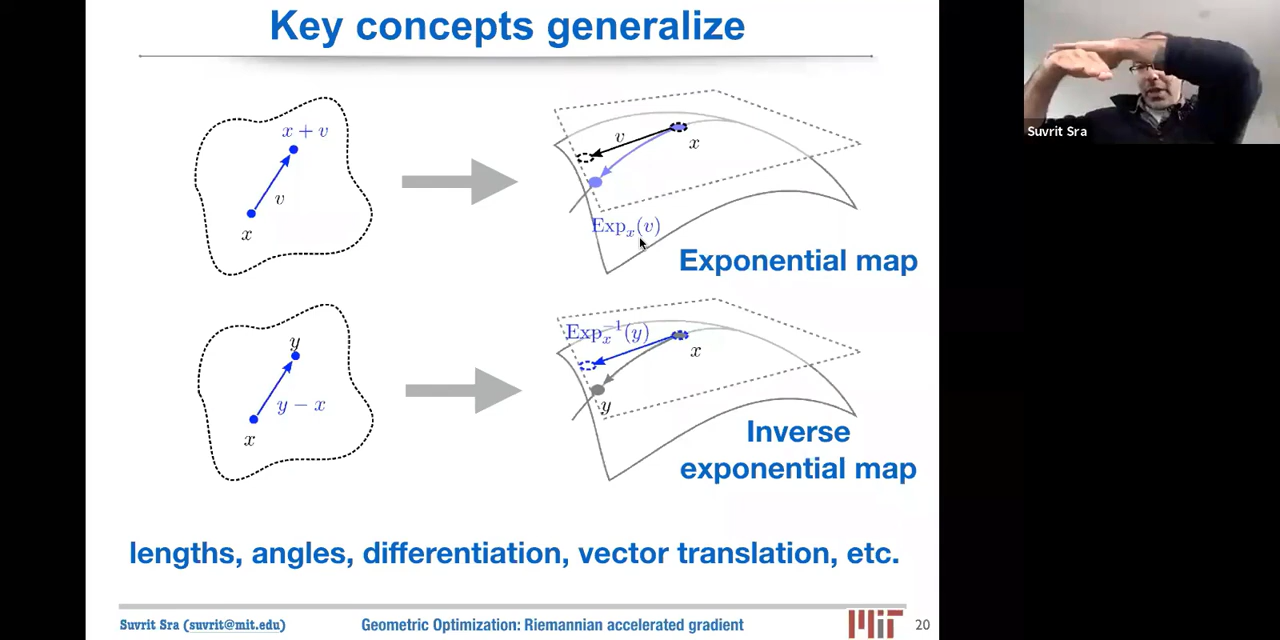 Key concepts generalize
x + v
v
x
v
x
Exp_x(v)
Exponential map
y
y − x
x
Exp_x^{-1}(y)
x
y
Inverse
exponential map
lengths, angles, differentiation, vector translation, etc.
Suvrit Sra (suvrit@mit.edu)
Geometric Optimization: Riemannian accelerated gradient
MIT
20
Suvrit Sra